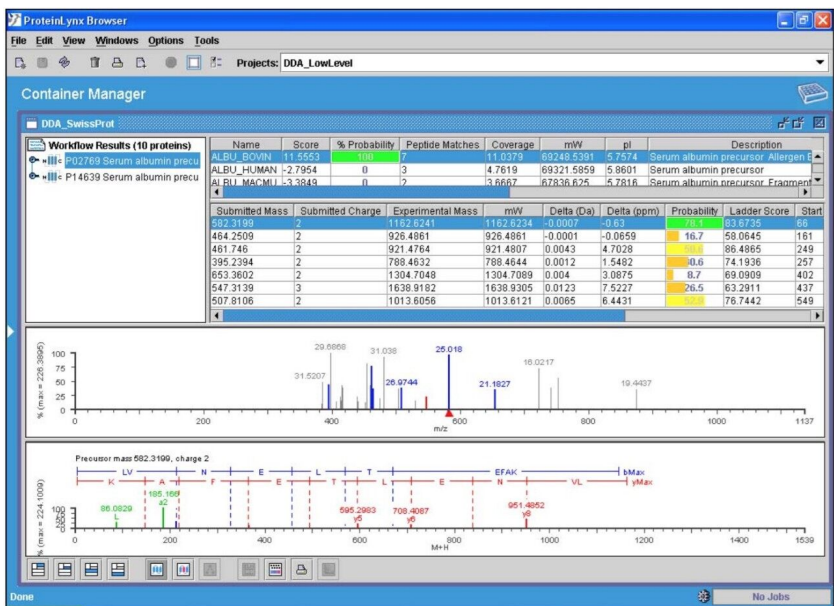 ProteinLynx Browser
File Edit View Windows Options Tools
Projects: DDA_LowLevel
Container Manager
DDA_SwissProt
Workflow Results (10 proteins)
P02769 Serum albumin precu
P14639 Serum albumin precu
Name Score % Probability Peptide Matches Coverage mW pI Description
ALBU_BOVIN 11.5553 100 7 11.0379 69248.5391 5.7574 Serum albumin precursor Allergen B
ALBU_HUMAN -2.7954 0 3 4.7619 69321.5859 5.8601 Serum albumin precursor
ALBU_MACMU -3.3849 0 2 3.6667 67836.625 5.7816 Serum albumin precursor Fragment
Submitted Mass Submitted Charge Experimental Mass mW Delta (Da) Delta (ppm) Probability Ladder Score Start
582.3199 2 1162.6241 1162.6234 -0.0007 -0.63 83.6735 66
464.2509 2 926.4861 926.4861 -0.0001 -0.0659 16.7 58.0645 161
461.746 2 921.4764 921.4807 0.0043 4.7028 86.4865 249
395.2394 2 788.4632 788.4644 0.0012 1.5482 74.1936 257
653.3602 2 1304.7048 1304.7089 0.004 3.0875 8.7 69.0909 402
547.3139 3 1638.9182 1638.9305 0.0123 7.5227 26.5 63.2911 437
507.8106 2 1013.6056 1013.6121 0.0065 6.4431 76.7442 549
% (max = 226.3895)
100
75
50
25
0
29.6868 31.038 25.018 16.0217
31.5207 26.9744 21.1827 19.4437
0 200 400 600 800 1000 1137
m/z
Precursor mass 582.3199, charge 2
LV N E L T EFAK bMax
K A F E T L E N VL yMax
% (max = 224.1009)
100
0
86.0829
L
185.166
a2
595.2983
y5
708.4087
y6
951.4852
y8
0 200 400 600 800 1000 1200 1400 1539
M+H
Done
No Jobs